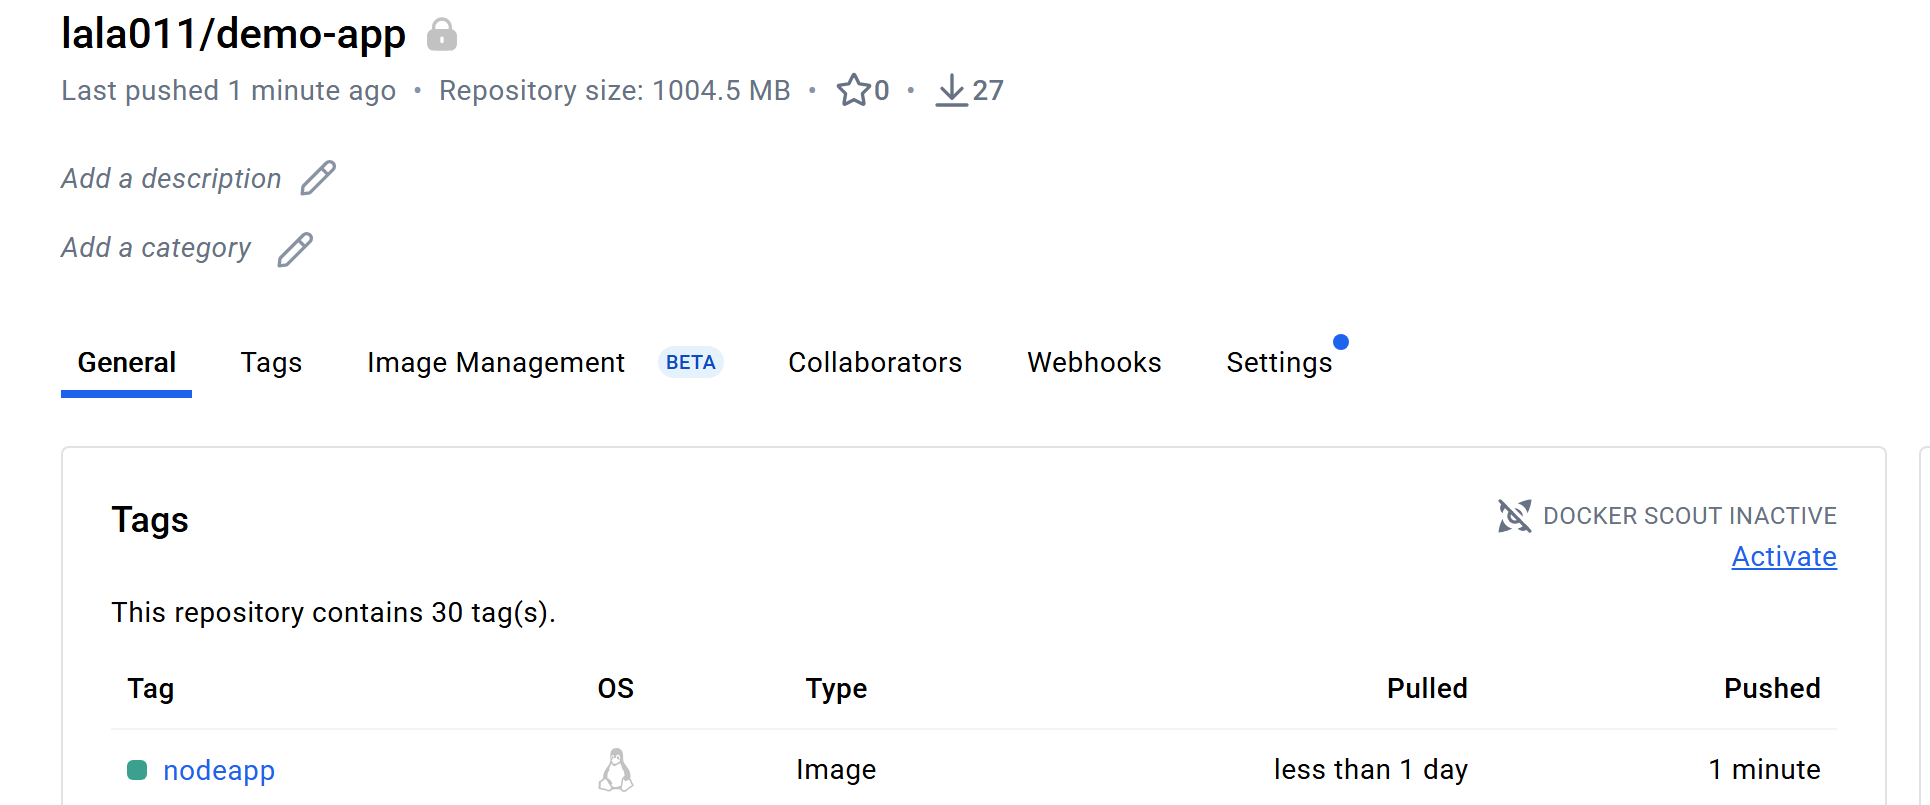 lala011/demo-app
Last pushed 1 minute ago • Repository size: 1004.5 MB • 0 • 27
Add a description
Add a category
General Tags Image Management BETA Collaborators Webhooks Settings
Tags
DOCKER SCOUT INACTIVE
Activate
This repository contains 30 tag(s).
Tag OS Type Pulled Pushed
nodeapp Image less than 1 day 1 minute